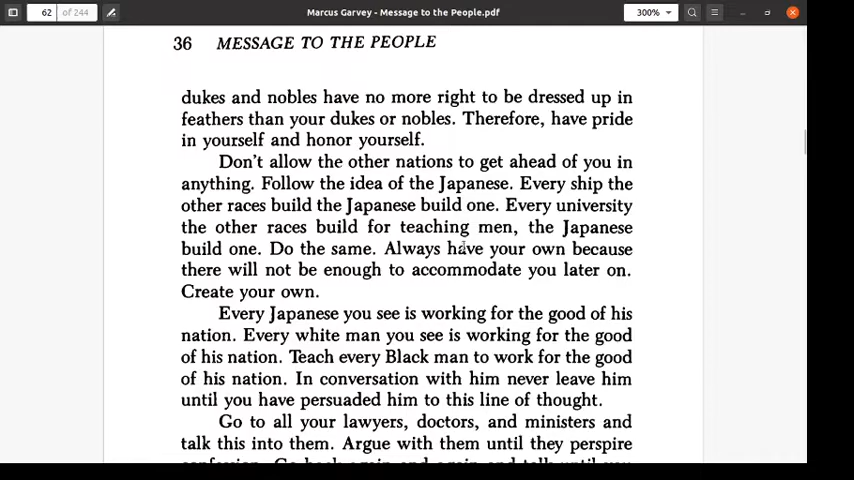 62 of 244
Marcus Garvey - Message to the People.pdf
300%
36 MESSAGE TO THE PEOPLE
dukes and nobles have no more right to be dressed up in
feathers than your dukes or nobles. Therefore, have pride
in yourself and honor yourself.
Don't allow the other nations to get ahead of you in
anything. Follow the idea of the Japanese. Every ship the
other races build the Japanese build one. Every university
the other races build for teaching men, the Japanese
build one. Do the same. Always have your own because
there will not be enough to accommodate you later on.
Create your own.
Every Japanese you see is working for the good of his
nation. Every white man you see is working for the good
of his nation. Teach every Black man to work for the good
of his nation. In conversation with him never leave him
until you have persuaded him to this line of thought.
Go to all your lawyers, doctors, and ministers and
talk this into them. Argue with them until they perspire